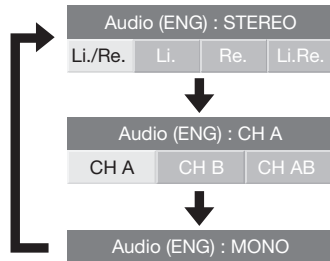 Audio (ENG) : STEREO
Li./Re. Li. Re. Li.Re.
Audio (ENG) : CH A
CH A CH B CH AB
Audio (ENG) : MONO